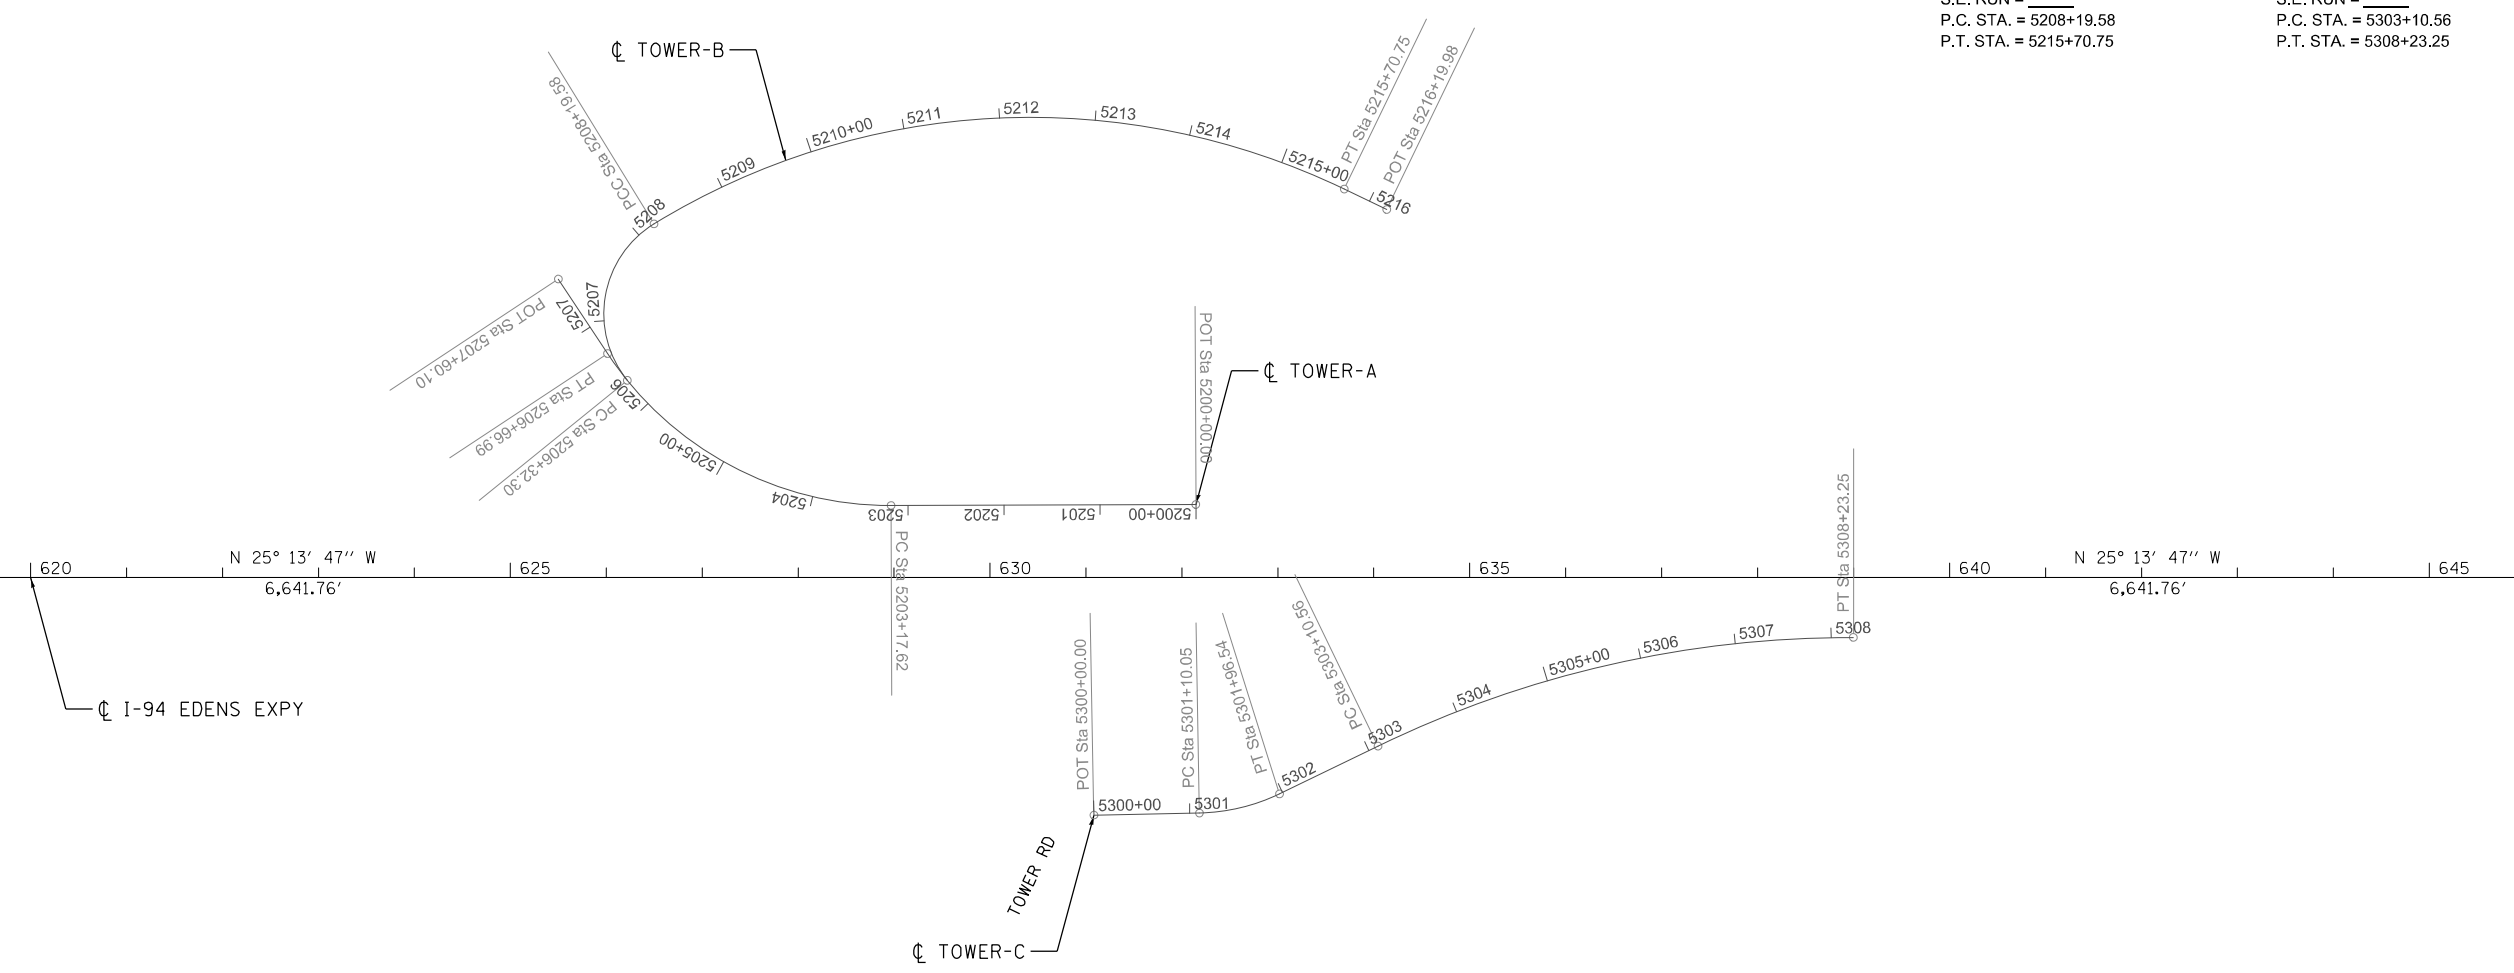 S.E. RUN =
P.C. STA. = 5208+19.58
P.T. STA. = 5215+70.75
S.E. RUN =
P.C. STA. = 5303+10.56
P.T. STA. = 5308+23.25
℄ TOWER-B
PCC Sta 5208+19.58
5208
5209
5210+00
5211
5212
5213
5214
5215+00
5216
PT Sta 5215+70.75
POT Sta 5216+19.98
5207
5207
POT Sta 5207+60.10
PT Sta 5206+66.99
PC Sta 5206+32.30
5206
5205+00
5204
5203
5202
5201
5200+00
POT Sta 5200+00.00
℄ TOWER-A
PC Sta 5203+17.62
620
N 25° 13' 47" W
6,641.76'
625
630
635
640
N 25° 13' 47" W
6,641.76'
645
℄ I-94 EDENS EXPY
POT Sta 5300+00.00
PC Sta 5301+10.05
PT Sta 5301+96.54
PC Sta 5303+10.56
PT Sta 5308+23.25
5300+00
5301
5302
5303
5304
5305+00
5306
5307
5308
TOWER RD
℄ TOWER-C